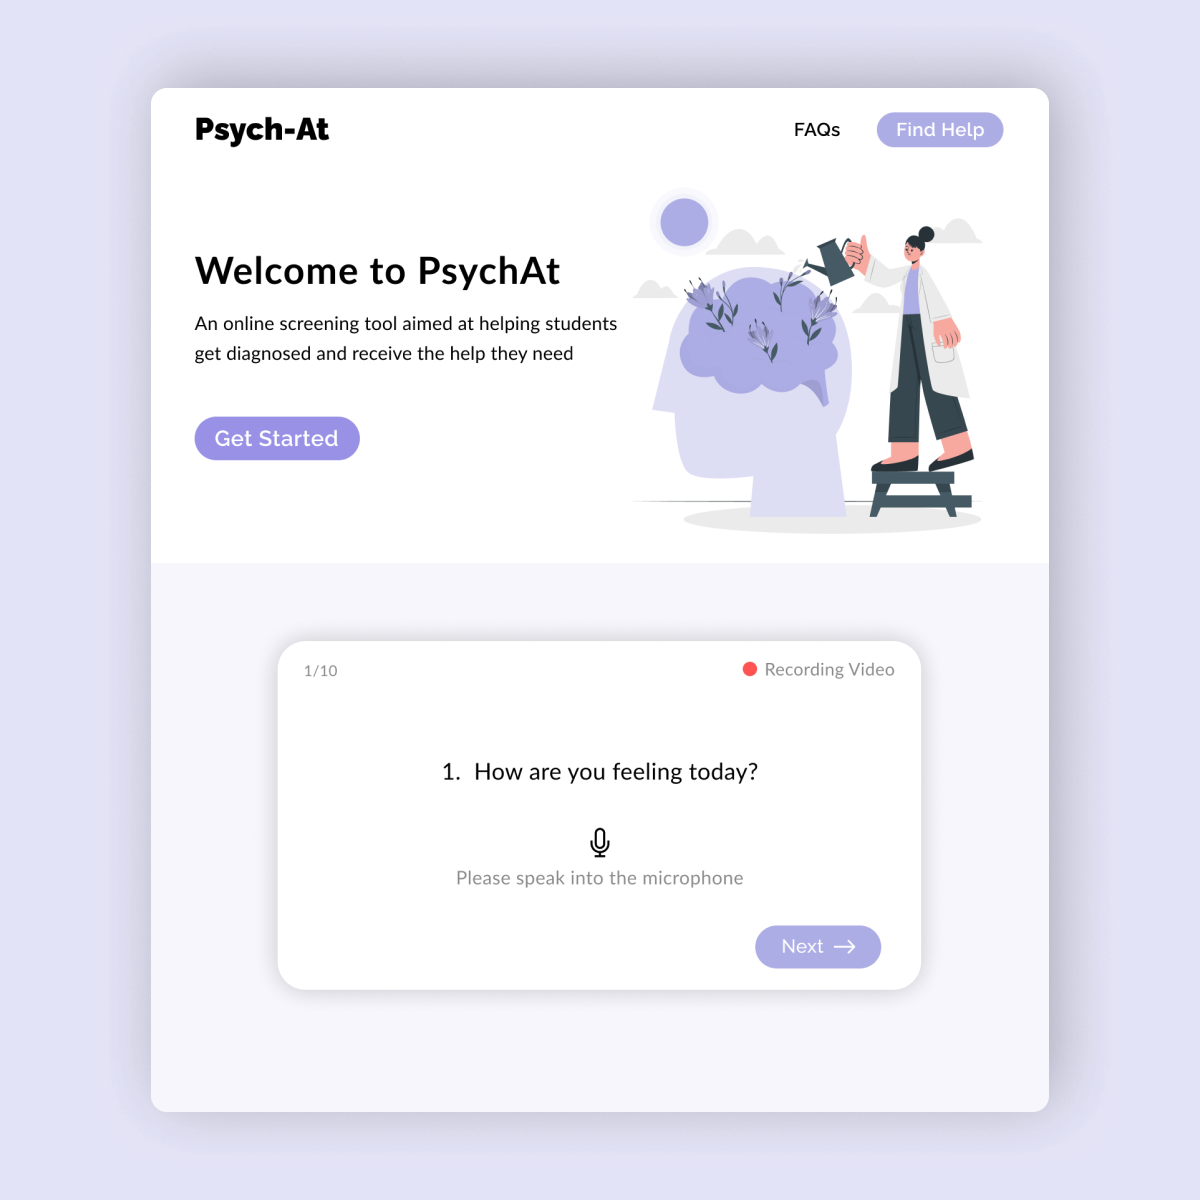 Psych-At
FAQs
Find Help
Welcome to PsychAt
An online screening tool aimed at helping students
get diagnosed and receive the help they need
Get Started
1/10
Recording Video
1. How are you feeling today?
Please speak into the microphone
Next →